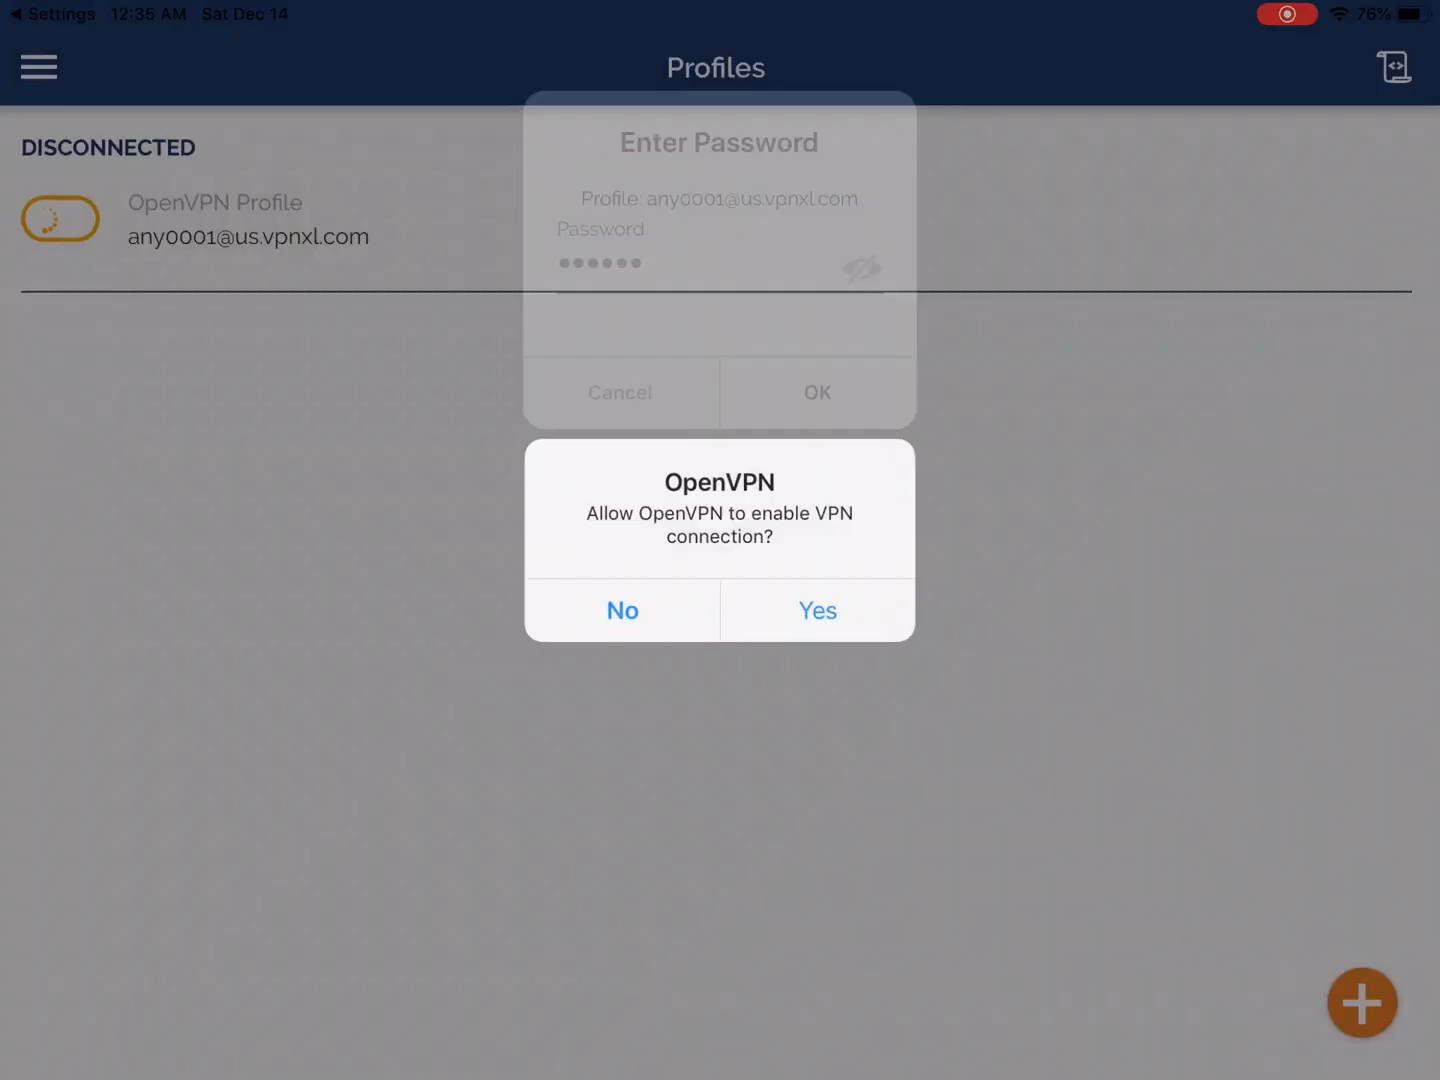 ◀ Settings 12:35 AM Sat Dec 14 76%
Profiles
DISCONNECTED
OpenVPN Profile
any0001@us.vpnxl.com
Enter Password
Profile: any0001@us.vpnxl.com
Password
••••••
Cancel OK
OpenVPN
Allow OpenVPN to enable VPN
connection?
No Yes